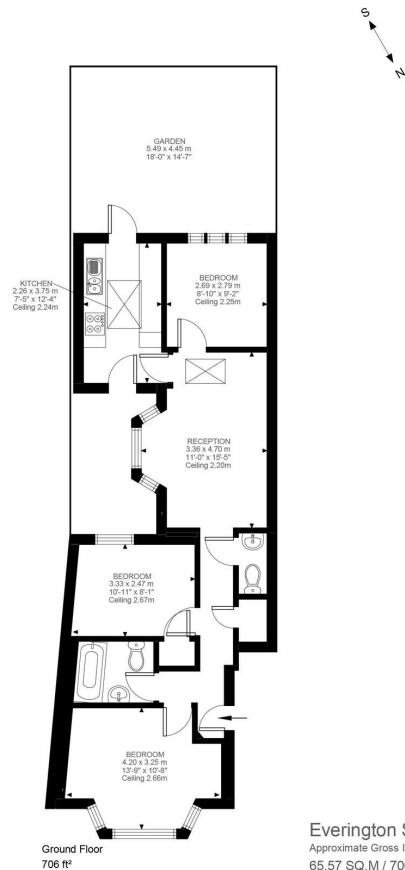 S
N
GARDEN
5.49 x 4.45 m
18'-0" x 14'-7"
KITCHEN
2.26 x 3.75 m
7'-5" x 12'-4"
Ceiling 2.24m
BEDROOM
2.69 x 2.79 m
8'-10" x 9'-2"
Ceiling 2.25m
RECEPTION
3.36 x 4.70 m
11'-0" x 15'-5"
Ceiling 2.20m
BEDROOM
3.33 x 2.47 m
10'-11" x 8'-1"
Ceiling 2.67m
BEDROOM
4.20 x 3.25 m
13'-9" x 10'-8"
Ceiling 2.66m
Ground Floor
706 ft²
Everington S
Approximate Gross I
65.57 SQ.M / 70